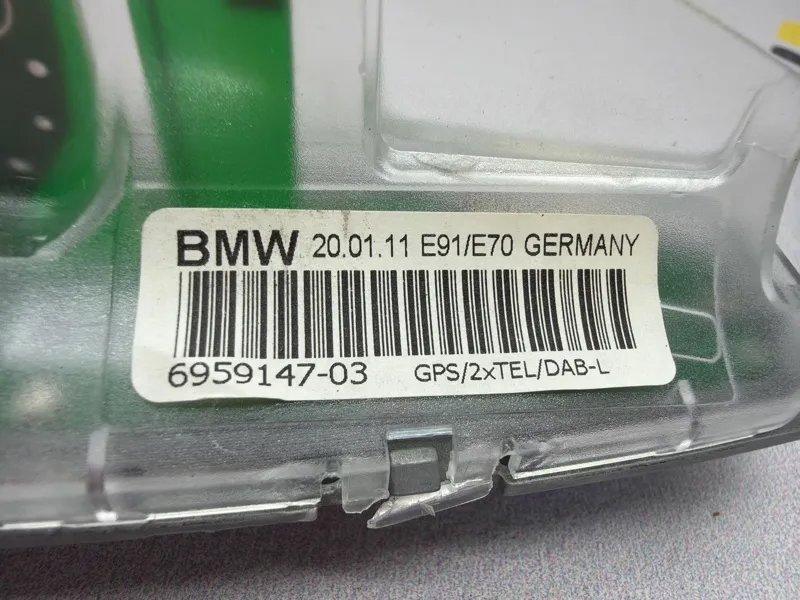 BMW 20.01.11 E91/E70 GERMANY
6959147-03 GPS/2xTEL/DAB-L